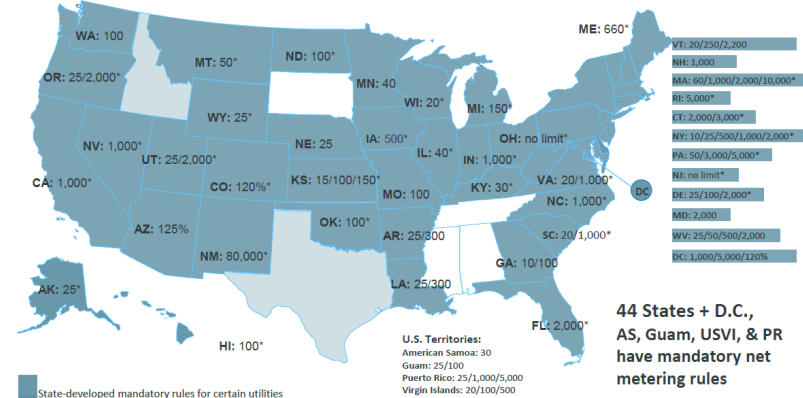 ME: 660*
WA: 100
MT: 50*
ND: 100*
VT: 20/250/2,200
NH: 1,000
OR: 25/2,000*
MN: 40
MA: 60/1,000/2,000/10,000*
WI: 20*
MI: 150*
RI: 5,000*
WY: 25*
CT: 2,000/3,000*
NV: 1,000*
NE: 25
IA: 500*
OH: no limit*
NY: 10/25/500/1,000/2,000*
UT: 25/2,000*
IL: 40*
IN: 1,000*
PA: 50/3,000/5,000*
CA: 1,000*
CO: 120%*
KS: 15/100/150*
MO: 100
KY: 30*
VA: 20/1,000*
DC
NJ: no limit*
NC: 1,000*
DE: 25/100/2,000*
AZ: 125%
OK: 100*
AR: 25/300
SC: 20/1,000*
MD: 2,000
NM: 80,000*
GA: 10/100
WV: 25/50/500/2,000
DC: 1,000/5,000/120%
AK: 25*
LA: 25/300
FL: 2,000*
HI: 100*
U.S. Territories:
American Samoa: 30
Guam: 25/100
Puerto Rico: 25/1,000/5,000
Virgin Islands: 20/100/500
44 States + D.C.,
AS, Guam, USVI, & PR
have mandatory net
metering rules
State-developed mandatory rules for certain utilities